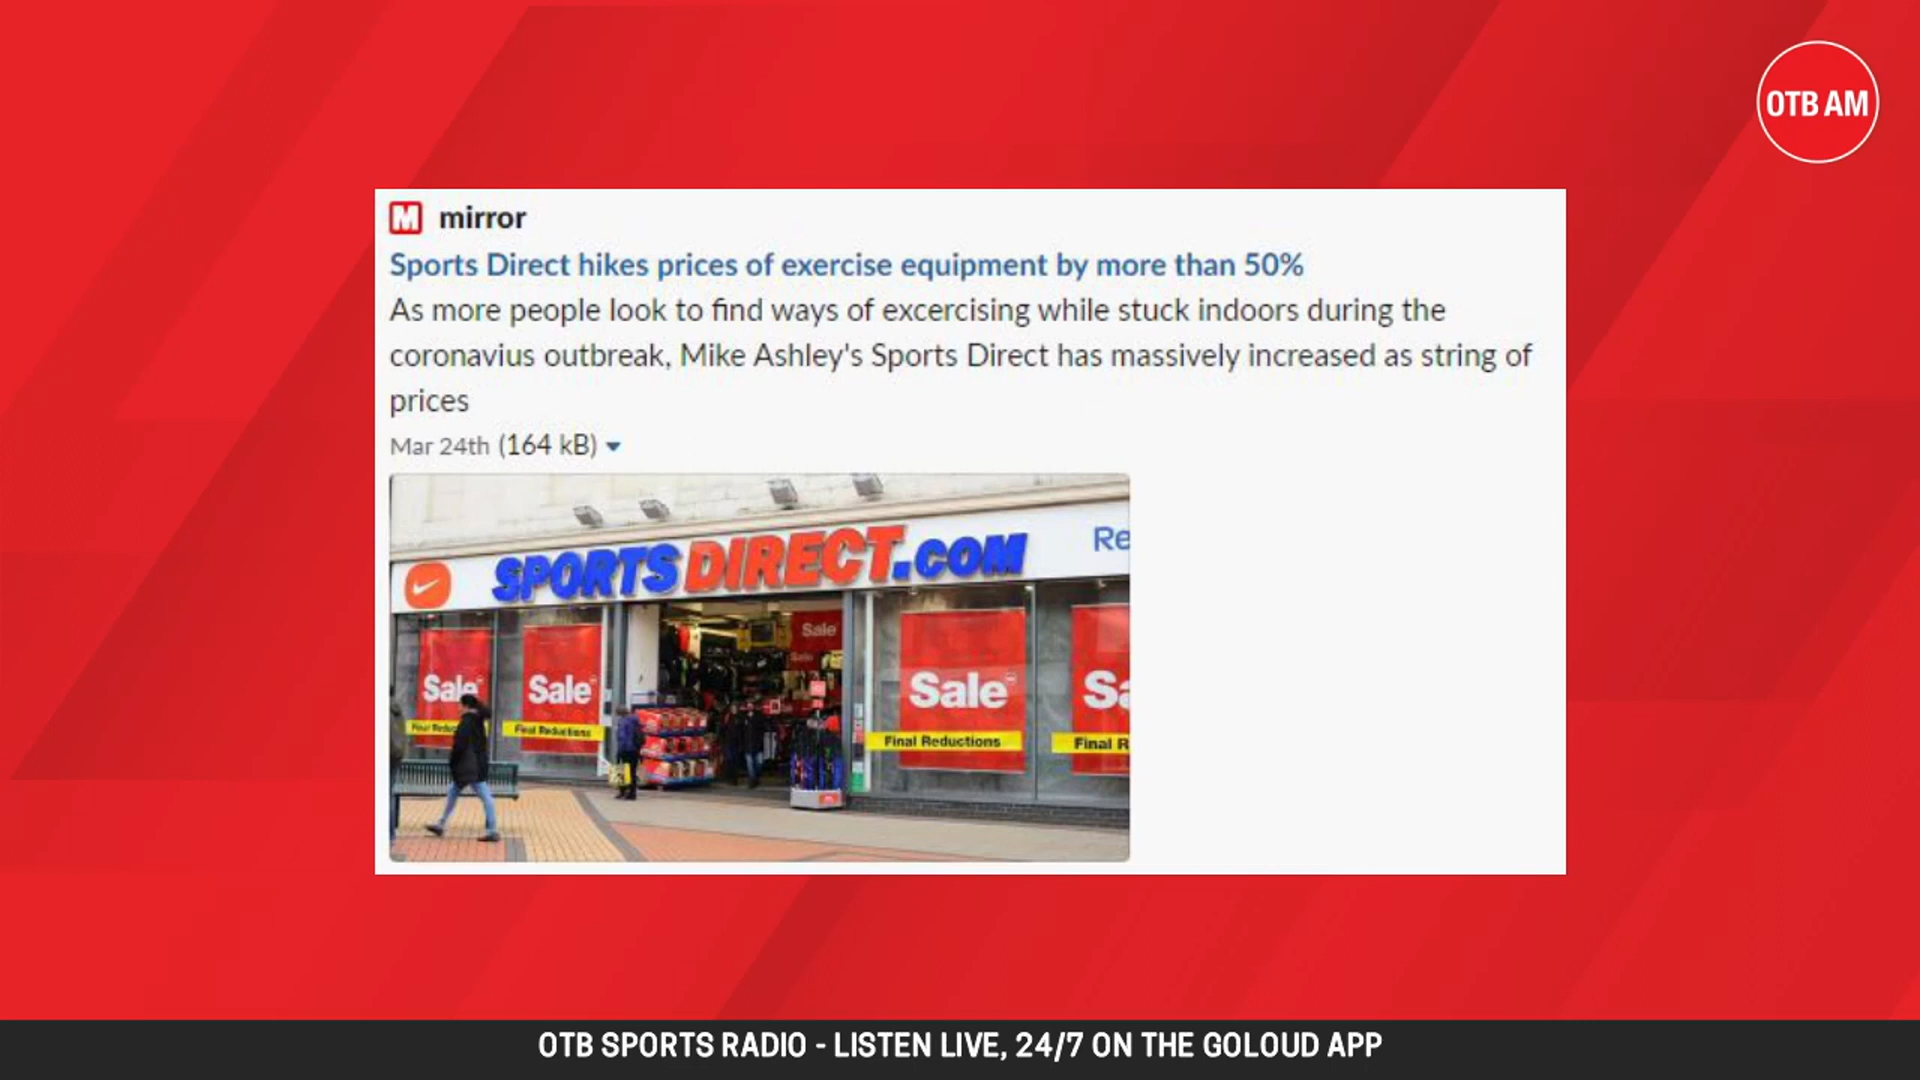 OTB AM
M mirror
Sports Direct hikes prices of exercise equipment by more than 50%
As more people look to find ways of excercising while stuck indoors during the
coronavius outbreak, Mike Ashley's Sports Direct has massively increased as string of
prices
Mar 24th (164 kB)
SPORTSDIRECT.COM
Re
Sale
Sale
Sale
Sale
Sa
Final Reductions
Final Reductions
Final R
OTB SPORTS RADIO - LISTEN LIVE, 24/7 ON THE GOLOUD APP